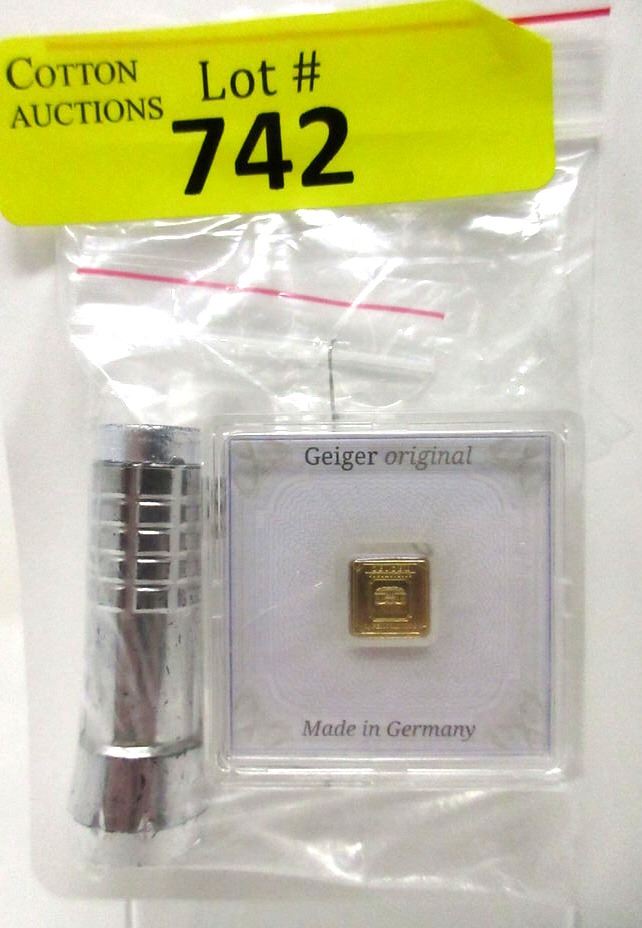 COTTON
AUCTIONS
Lot #
742
Geiger original
Made in Germany